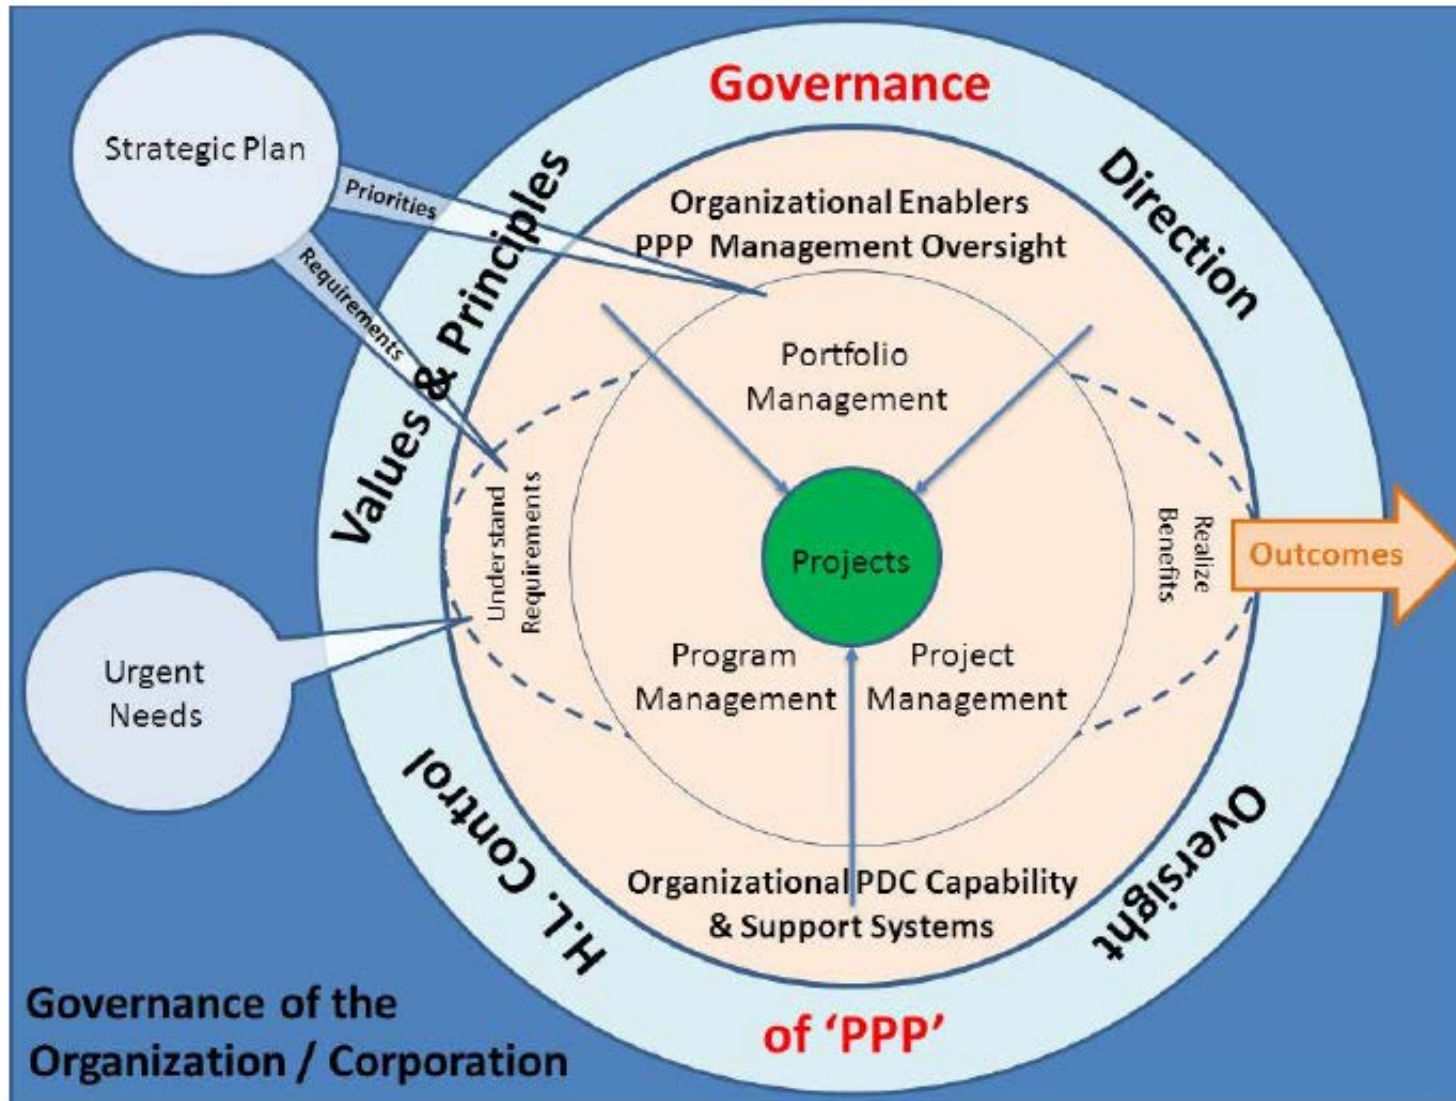 Governance
Strategic Plan
Priorities
Requirements
Values & Principles
Direction
Organizational Enablers
PPP Management Oversight
Portfolio
Management
Understand
Requirements
Projects
Realize
Benefits
Outcomes
Urgent
Needs
Program
Management
Project
Management
H.L. Control
Oversight
Organizational PDC Capability
& Support Systems
Governance of the
Organization / Corporation
of ‘PPP’